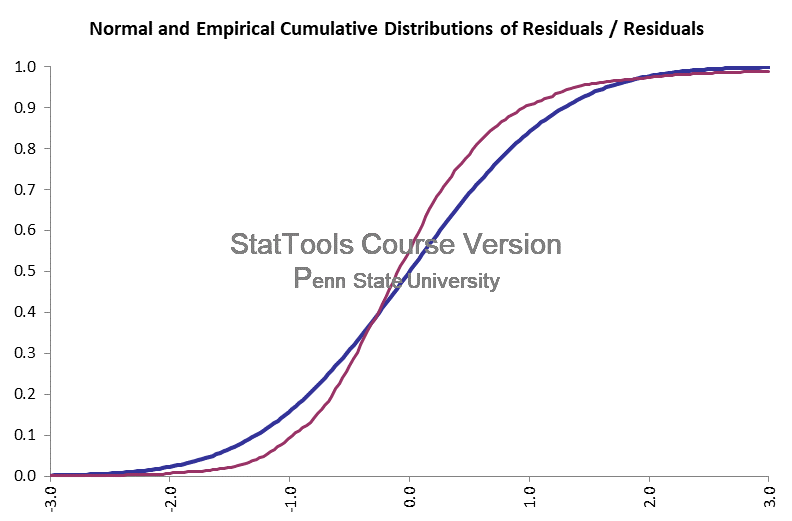 Normal and Empirical Cumulative Distributions of Residuals / Residuals
1.0
0.9
0.8
0.7
0.6
StatTools Course Version
0.5
Penn State University
0.4
0.3
0.2
0.1
0.0
-3.0 -2.0 -1.0 0.0 1.0 2.0 3.0